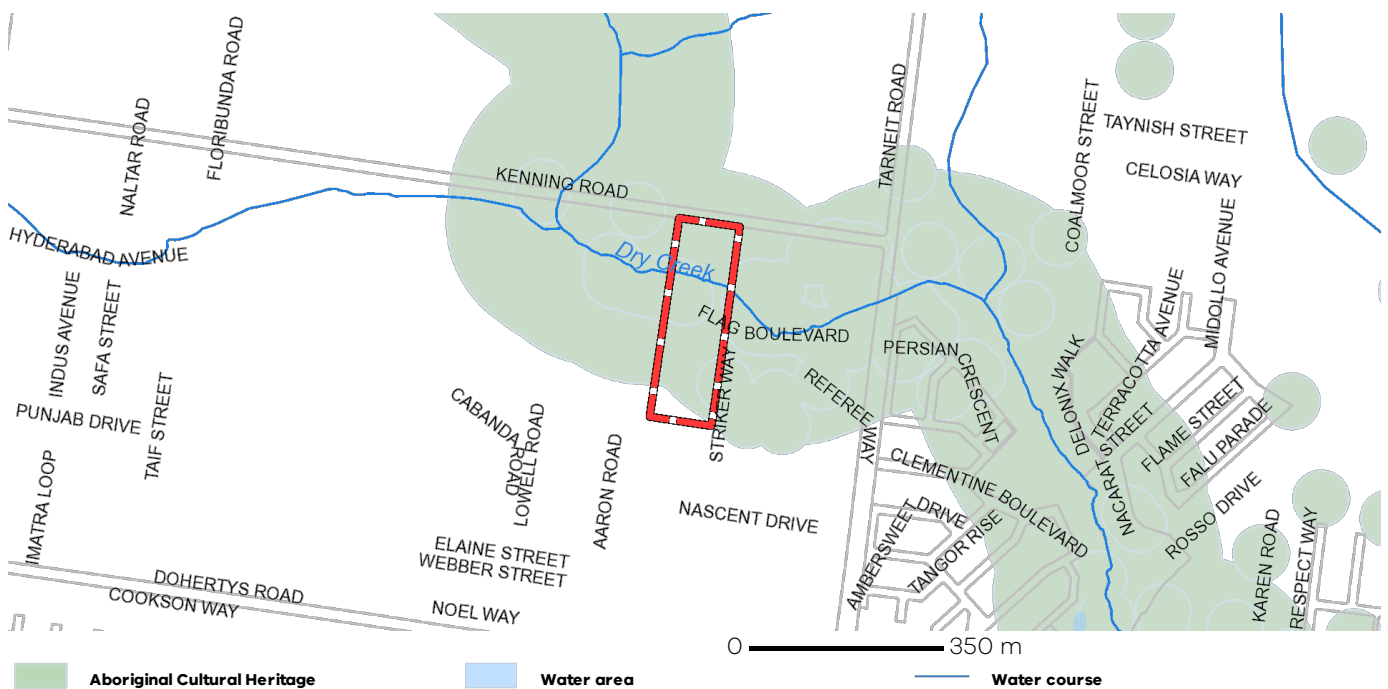 FLORIBUNDA ROAD
NALTAR ROAD
TARNEIT ROAD
COALMOOR STREET
TAYNISH STREET
CELOSIA WAY
KENNING ROAD
MIDOLLO AVENUE
HYDERABAD AVENUE
Dry Creek
INDUS AVENUE
SAFA STREET
FLAG BOULEVARD
PERSIAN CRESCENT
DELONIX WALK
TERRACOTTA AVENUE
PUNJAB DRIVE
TAIF STREET
CABANDA ROAD
LOWELL ROAD
AARON ROAD
STRIKER WAY
REFEREE WAY
NACARAT STREET
FLAME STREET
FALU PARADE
IMATRA LOOP
NASCENT DRIVE
CLEMENTINE BOULEVARD
AMBERSWEET DRIVE
TANGOR RISE
ROSSO DRIVE
KAREN ROAD
RESPECT WAY
ELAINE STREET
WEBBER STREET
DOHERTYS ROAD
COOKSON WAY
NOEL WAY
0 350 m
Aboriginal Cultural Heritage
Water area
Water course